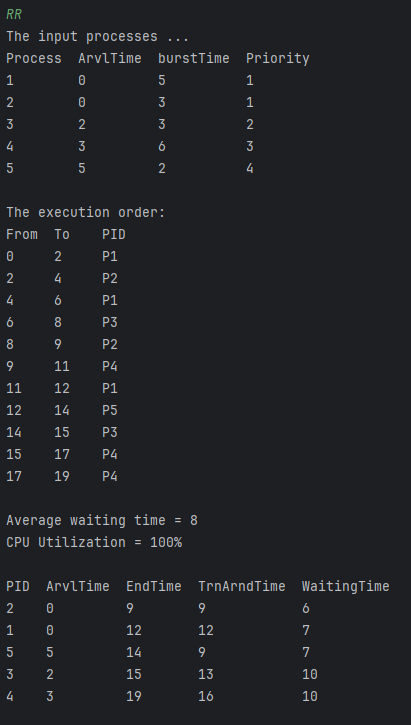 RR
The input processes ...
Process ArvlTime burstTime Priority
1 0 5 1
2 0 3 1
3 2 3 2
4 3 6 3
5 5 2 4
The execution order:
From To PID
0 2 P1
2 4 P2
4 6 P1
6 8 P3
8 9 P2
9 11 P4
11 12 P1
12 14 P5
14 15 P3
15 17 P4
17 19 P4
Average waiting time = 8
CPU Utilization = 100%
PID ArvlTime EndTime TrnArndTime WaitingTime
2 0 9 9 6
1 0 12 12 7
5 5 14 9 7
3 2 15 13 10
4 3 19 16 10